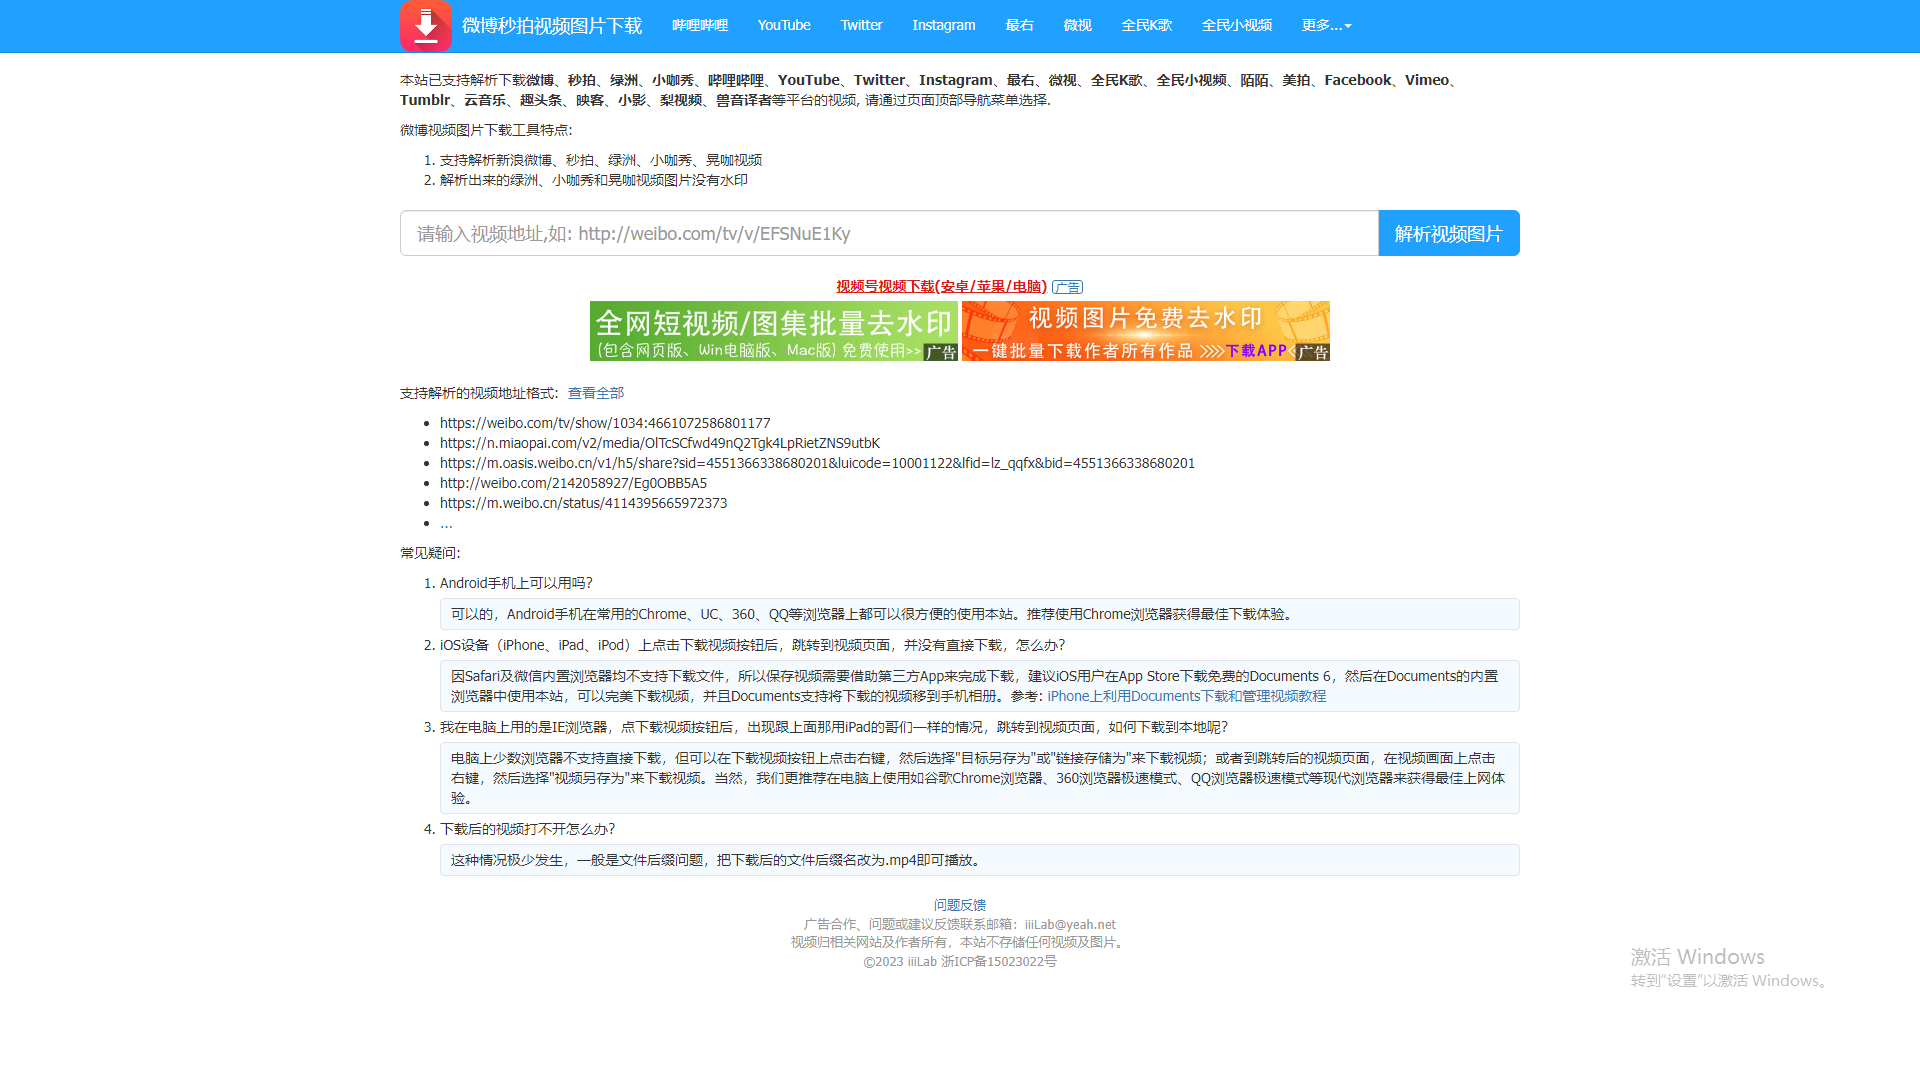 微博秒拍视频图片下载 哔哩哔哩 YouTube Twitter Instagram 最右 微视 全民K歌 全民小视频 更多...
本站已支持解析下载微博、秒拍、绿洲、小咖秀、哔哩哔哩、YouTube、Twitter、Instagram、最右、微视、全民K歌、全民小视频、陌陌、美拍、Facebook、Vimeo、
Tumblr、云音乐、趣头条、映客、小影、梨视频、兽音译者等平台的视频, 请通过页面顶部导航菜单选择.
微博视频图片下载工具特点:
1. 支持解析新浪微博、秒拍、绿洲、小咖秀、晃咖视频
2. 解析出来的绿洲、小咖秀和晃咖视频图片没有水印
请输入视频地址,如: http://weibo.com/tv/v/EFSNuE1Ky 解析视频图片
视频号视频下载(安卓/苹果/电脑) 广告
全网短视频/图集批量去水印
(包含网页版、Win电脑版、Mac版) 免费使用>> 广告
视频图片免费去水印
一键批量下载作者所有作品 >>>>下载APP< 广告
支持解析的视频地址格式： 查看全部
https://weibo.com/tv/show/1034:4661072586801177
https://n.miaopai.com/v2/media/OlTcSCfwd49nQ2Tgk4LpRietZNS9utbK
https://m.oasis.weibo.cn/v1/h5/share?sid=4551366338680201&luicode=10001122&lfid=lz_qqfx&bid=4551366338680201
http://weibo.com/2142058927/Eg0OBB5A5
https://m.weibo.cn/status/4114395665972373
...
常见疑问:
1. Android手机上可以用吗?
可以的，Android手机在常用的Chrome、UC、360、QQ等浏览器上都可以很方便的使用本站。推荐使用Chrome浏览器获得最佳下载体验。
2. iOS设备（iPhone、iPad、iPod）上点击下载视频按钮后，跳转到视频页面，并没有直接下载，怎么办?
因Safari及微信内置浏览器均不支持下载文件，所以保存视频需要借助第三方App来完成下载，建议iOS用户在App Store下载免费的Documents 6，然后在Documents的内置
浏览器中使用本站，可以完美下载视频，并且Documents支持将下载的视频移到手机相册。参考: iPhone上利用Documents下载和管理视频教程
3. 我在电脑上用的是IE浏览器，点下载视频按钮后，出现跟上面那用iPad的哥们一样的情况，跳转到视频页面，如何下载到本地呢?
电脑上少数浏览器不支持直接下载，但可以在下载视频按钮上点击右键，然后选择"目标另存为"或"链接存储为"来下载视频；或者到跳转后的视频页面，在视频画面上点击
右键，然后选择"视频另存为"来下载视频。当然，我们更推荐在电脑上使用如谷歌Chrome浏览器、360浏览器极速模式、QQ浏览器极速模式等现代浏览器来获得最佳上网体
验。
4. 下载后的视频打不开怎么办?
这种情况极少发生，一般是文件后缀问题，把下载后的文件后缀名改为.mp4即可播放。
问题反馈
广告合作、问题或建议反馈联系邮箱：iiiLab@yeah.net
视频归相关网站及作者所有，本站不存储任何视频及图片。
©2023 iiiLab 浙ICP备15023022号
激活 Windows
转到"设置"以激活 Windows。